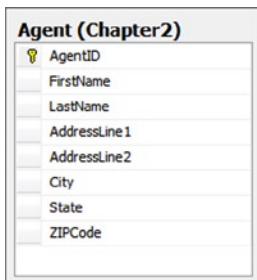 Agent (Chapter2)
AgentID
FirstName
LastName
AddressLine1
AddressLine2
City
State
ZIPCode